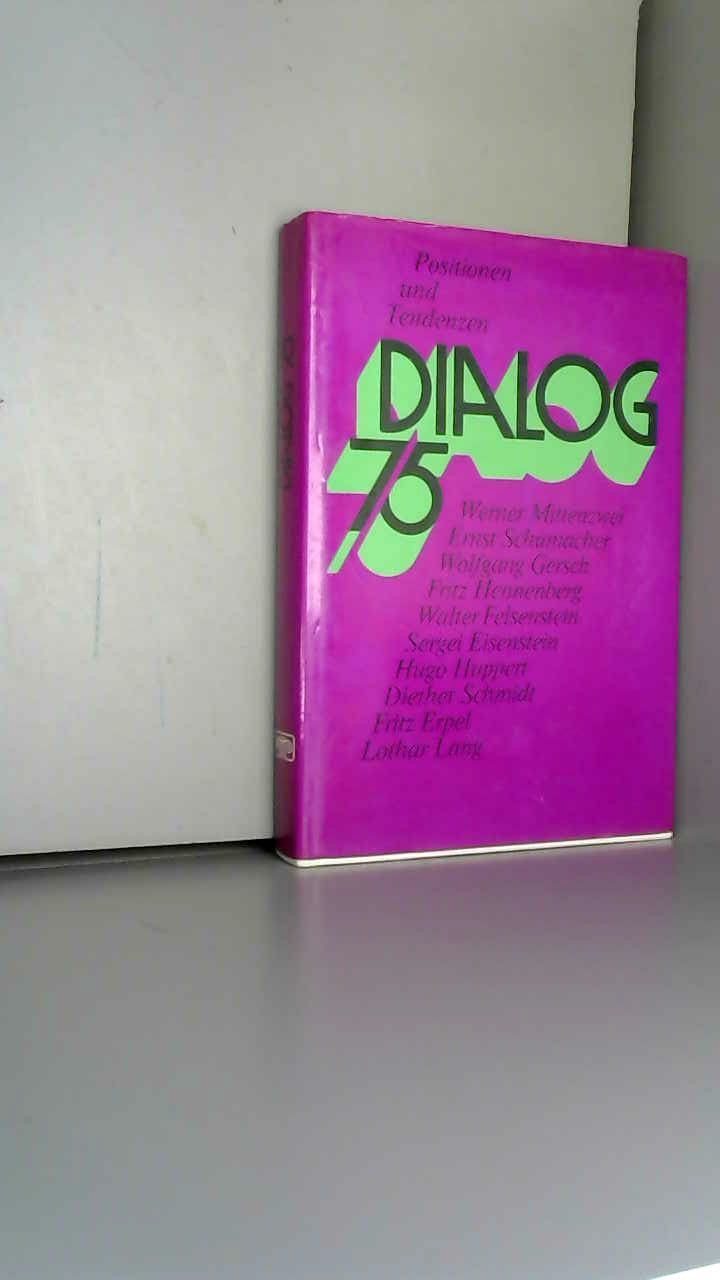 Positionen
und
Tendenzen
DIALOG
75
Werner Mittenzwei
Ernst Schumacher
Wolfgang Gersch
Fritz Hennenberg
Walter Felsenstein
Sergei Eisenstein
Hugo Huppert
Diether Schmidt
Fritz Erpel
Lothar Lang
DIALOG 75